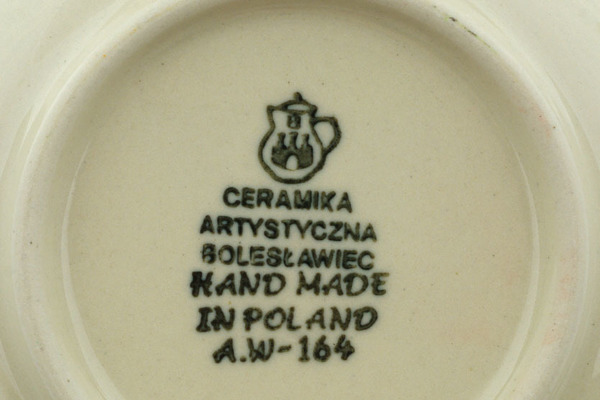 CERAMIKA
ARTYSTYCZNA
BOLESŁAWIEC
HAND MADE
IN POLAND
A.W-164